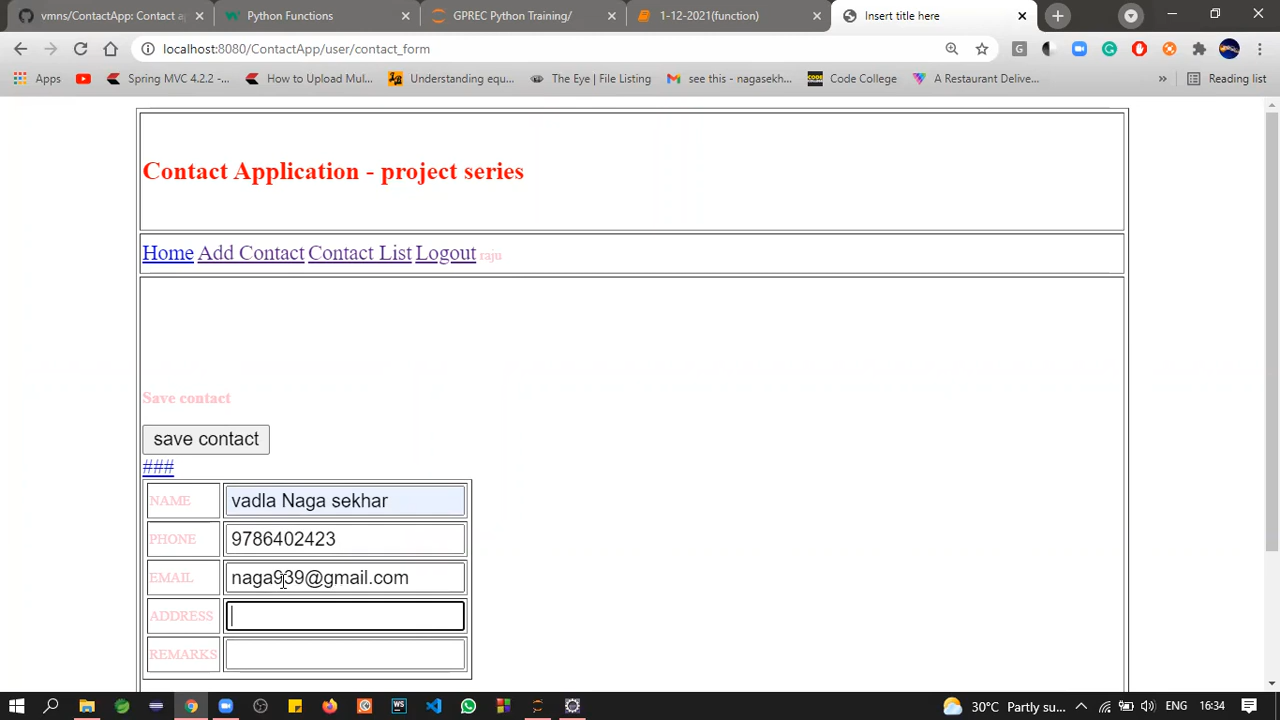 vmns/ContactApp: Contact a
Python Functions
GPREC Python Training/
1-12-2021(function)
Insert title here
localhost:8080/ContactApp/user/contact_form
Apps
Spring MVC 4.2.2 -...
How to Upload Mul...
Understanding equ...
The Eye | File Listing
see this - nagasekh...
Code College
A Restaurant Delive...
»
Reading list
Contact Application - project series
Home Add Contact Contact List Logout raju
Save contact
save contact
###
NAME vadla Naga sekhar
PHONE 9786402423
EMAIL naga939@gmail.com
ADDRESS
REMARKS
30°C Partly su... ENG 16:34